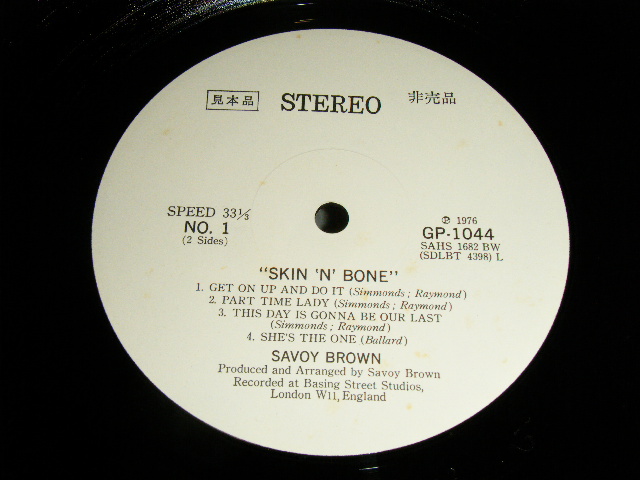 見本品 STEREO 非売品
SPEED 33⅓
NO. 1
(2 Sides)
℗ 1976
GP-1044
SAHS 1682 BW
(SDLBT 4398) L
"SKIN 'N' BONE"
1. GET ON UP AND DO IT (Simmonds ; Raymond)
2. PART TIME LADY (Simmonds ; Raymond)
3. THIS DAY IS GONNA BE OUR LAST
(Simmonds ; Raymond)
4. SHE'S THE ONE (Ballard)
SAVOY BROWN
Produced and Arranged by Savoy Brown
Recorded at Basing Street Studios,
London W11, England